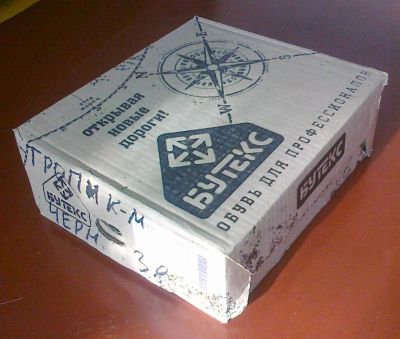 N
E
S
W
открывая
новые
дороги!
БУТЕКС
ОБУВЬ ДЛЯ ПРОФЕССИОНАЛОВ
БУТЕКС
ТРОПИК-М
БУТЕКС
ЧЕРН.